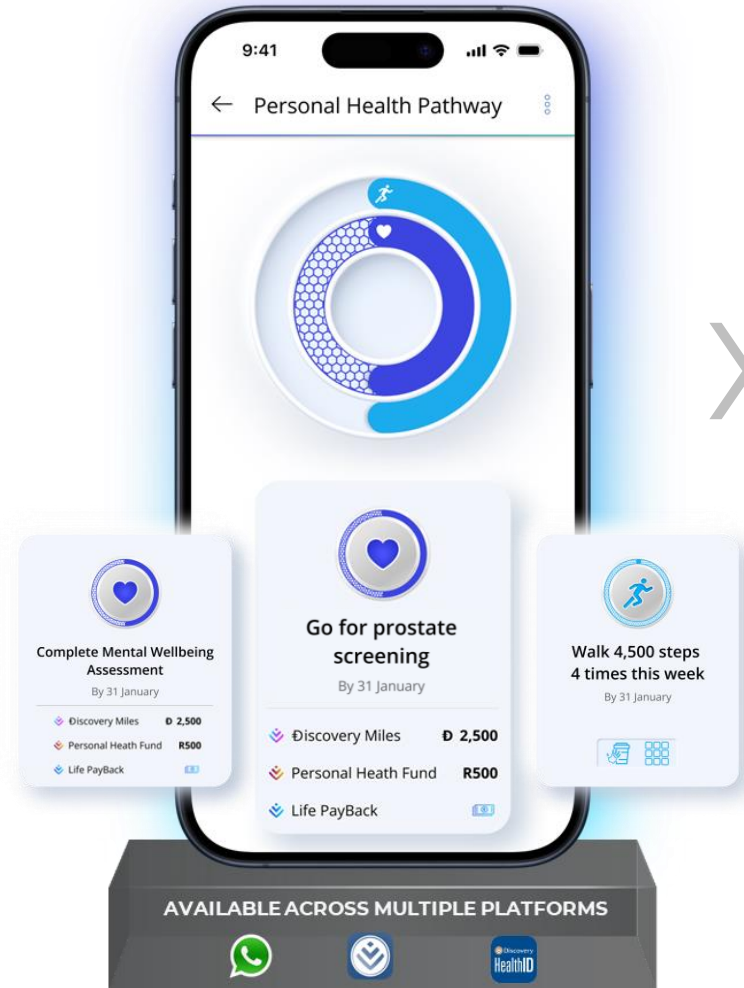 9:41
Personal Health Pathway
Go for prostate
screening
By 31 January
Ðiscovery Miles Ð 2,500
Personal Heath Fund R500
Life PayBack
Complete Mental Wellbeing
Assessment
By 31 January
Ðiscovery Miles Ð 2,500
Personal Heath Fund R500
Life PayBack
Walk 4,500 steps
4 times this week
By 31 January
AVAILABLE ACROSS MULTIPLE PLATFORMS
Discovery
HealthID